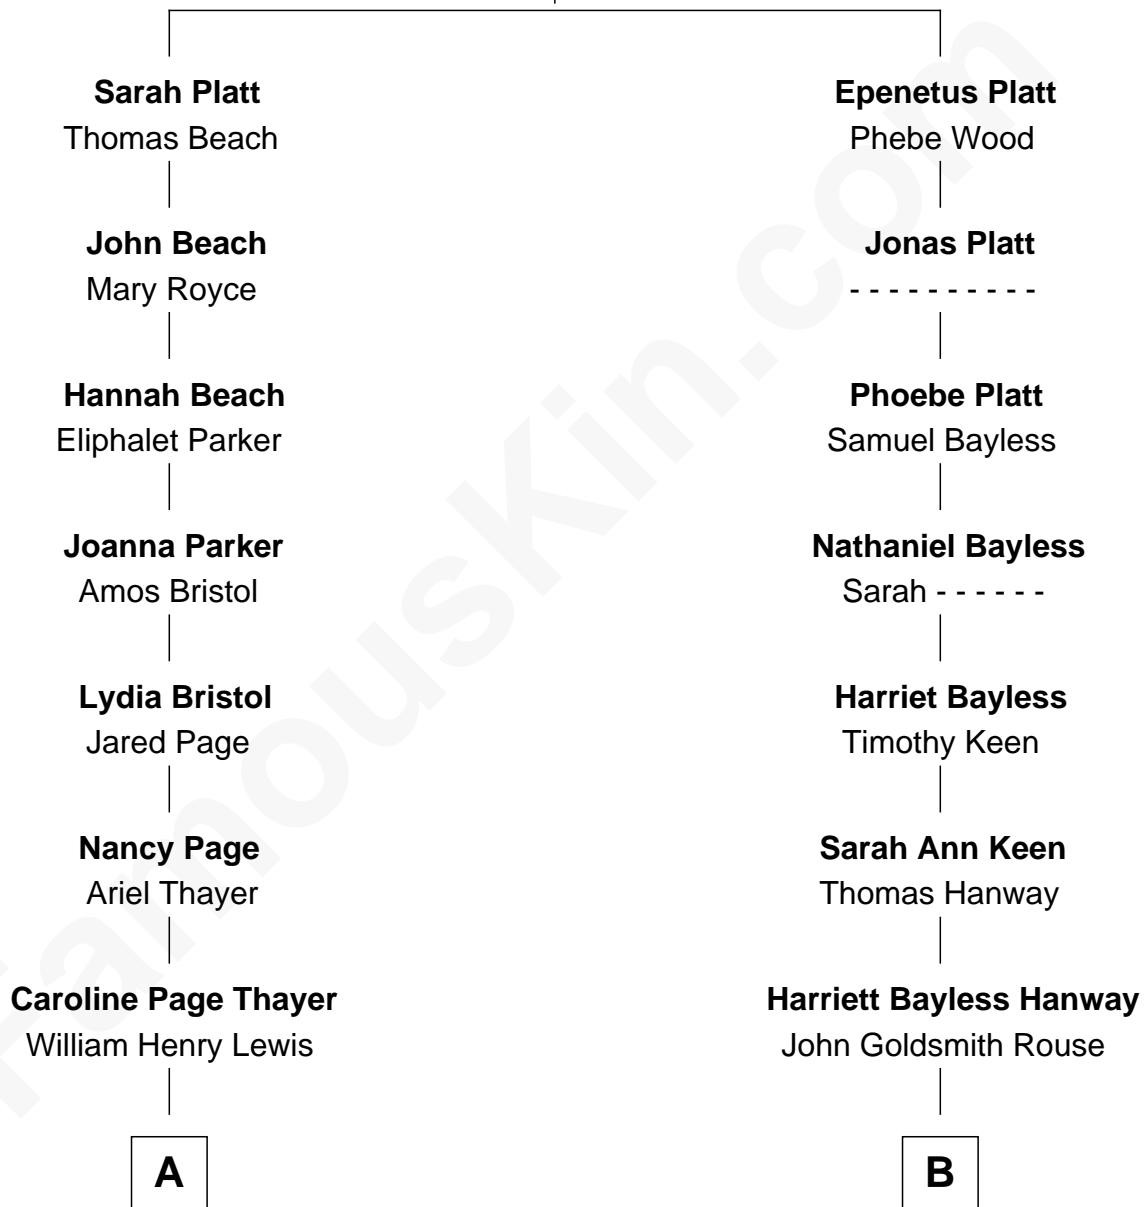 Sarah Platt
Thomas Beach
John Beach
Mary Royce
Hannah Beach
Eliphalet Parker
Joanna Parker
Amos Bristol
Lydia Bristol
Jared Page
Nancy Page
Ariel Thayer
Caroline Page Thayer
William Henry Lewis
A
Epenetus Platt
Phebe Wood
Jonas Platt
- - - - - - - - - -
Phoebe Platt
Samuel Bayless
Nathaniel Bayless
Sarah - - - - - -
Harriet Bayless
Timothy Keen
Sarah Ann Keen
Thomas Hanway
Harriett Bayless Hanway
John Goldsmith Rouse
B
FamousKin.com